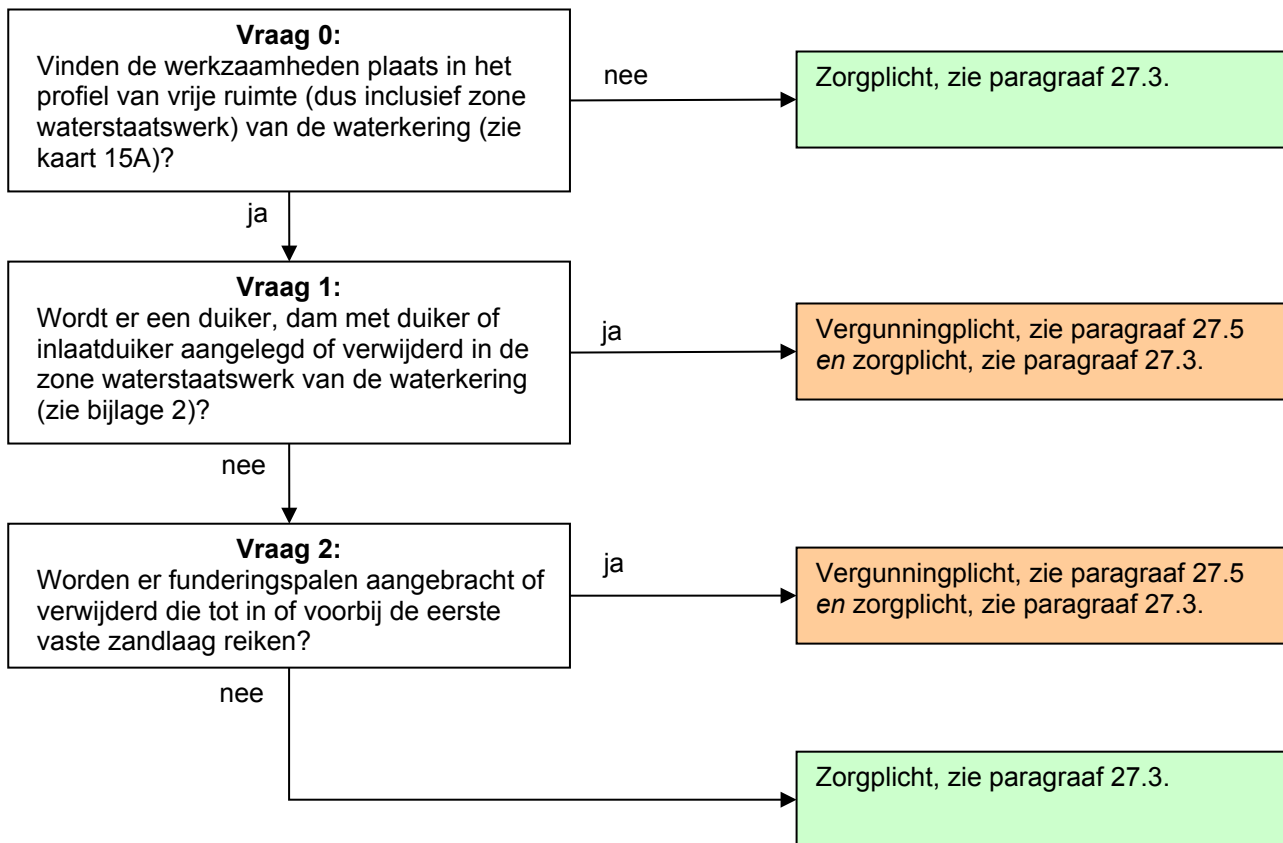 Vraag 0:
Vinden de werkzaamheden plaats in het
profiel van vrije ruimte (dus inclusief zone
waterstaatswerk) van de waterkering (zie
kaart 15A)?
nee
Zorgplicht, zie paragraaf 27.3.
ja
Vraag 1:
Wordt er een duiker, dam met duiker of
inlaatduiker aangelegd of verwijderd in de
zone waterstaatswerk van de waterkering
(zie bijlage 2)?
ja
Vergunningplicht, zie paragraaf 27.5
en zorgplicht, zie paragraaf 27.3.
nee
Vraag 2:
Worden er funderingspalen aangebracht of
verwijderd die tot in of voorbij de eerste
vaste zandlaag reiken?
ja
Vergunningplicht, zie paragraaf 27.5
en zorgplicht, zie paragraaf 27.3.
nee
Zorgplicht, zie paragraaf 27.3.